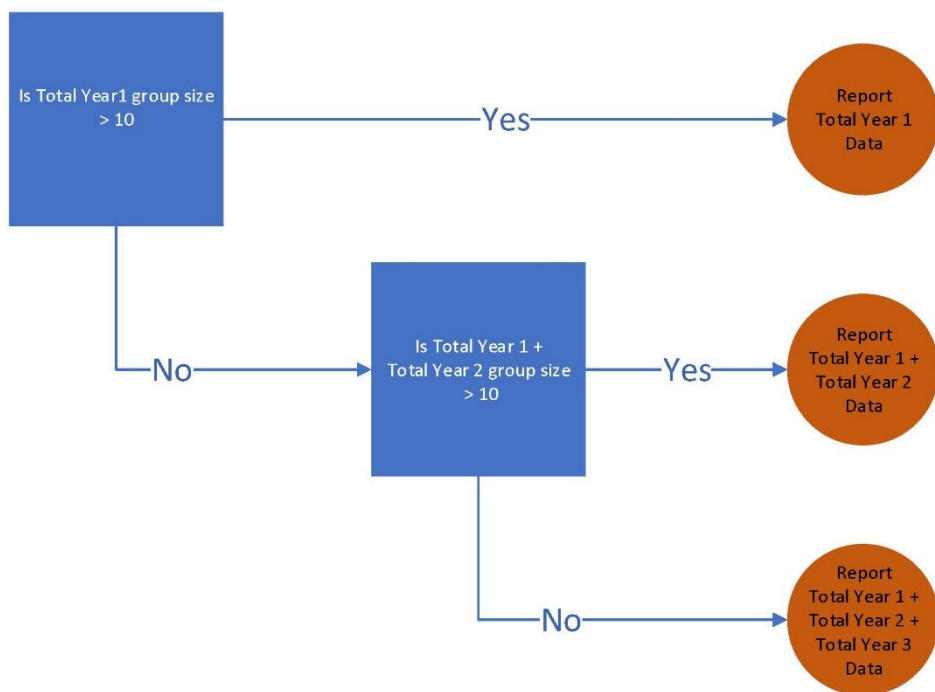 Is Total Year1 group size
> 10
Yes
Report
Total Year 1
Data
No
Is Total Year 1 +
Total Year 2 group size
> 10
Yes
Report
Total Year 1 +
Total Year 2
Data
No
Report
Total Year 1 +
Total Year 2 +
Total Year 3
Data